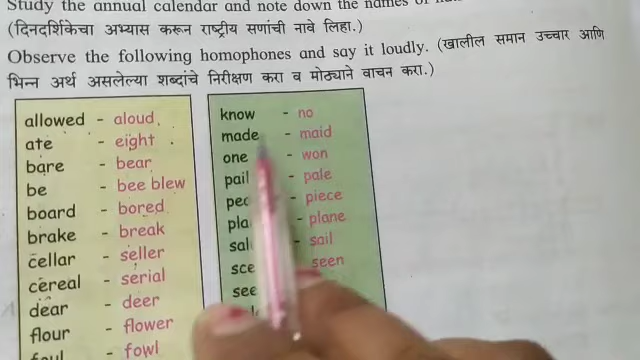 Study the annual calendar and note down the names of
(दिनदर्शिकेचा अभ्यास करून राष्ट्रीय सणांची नावे लिहा.)
Observe the following homophones and say it loudly. (खालील समान उच्चार आणि
भिन्न अर्थ असलेल्या शब्दांचे निरीक्षण करा व मोठ्याने वाचन करा.)
allowed - aloud
ate - eight
bare - bear
be - bee blew
board - bored
brake - break
cellar - seller
cereal - serial
dear - deer
flour - flower
foul - fowl
know - no
made - maid
one - won
pail - pale
- piece
- plane
- sail
seen